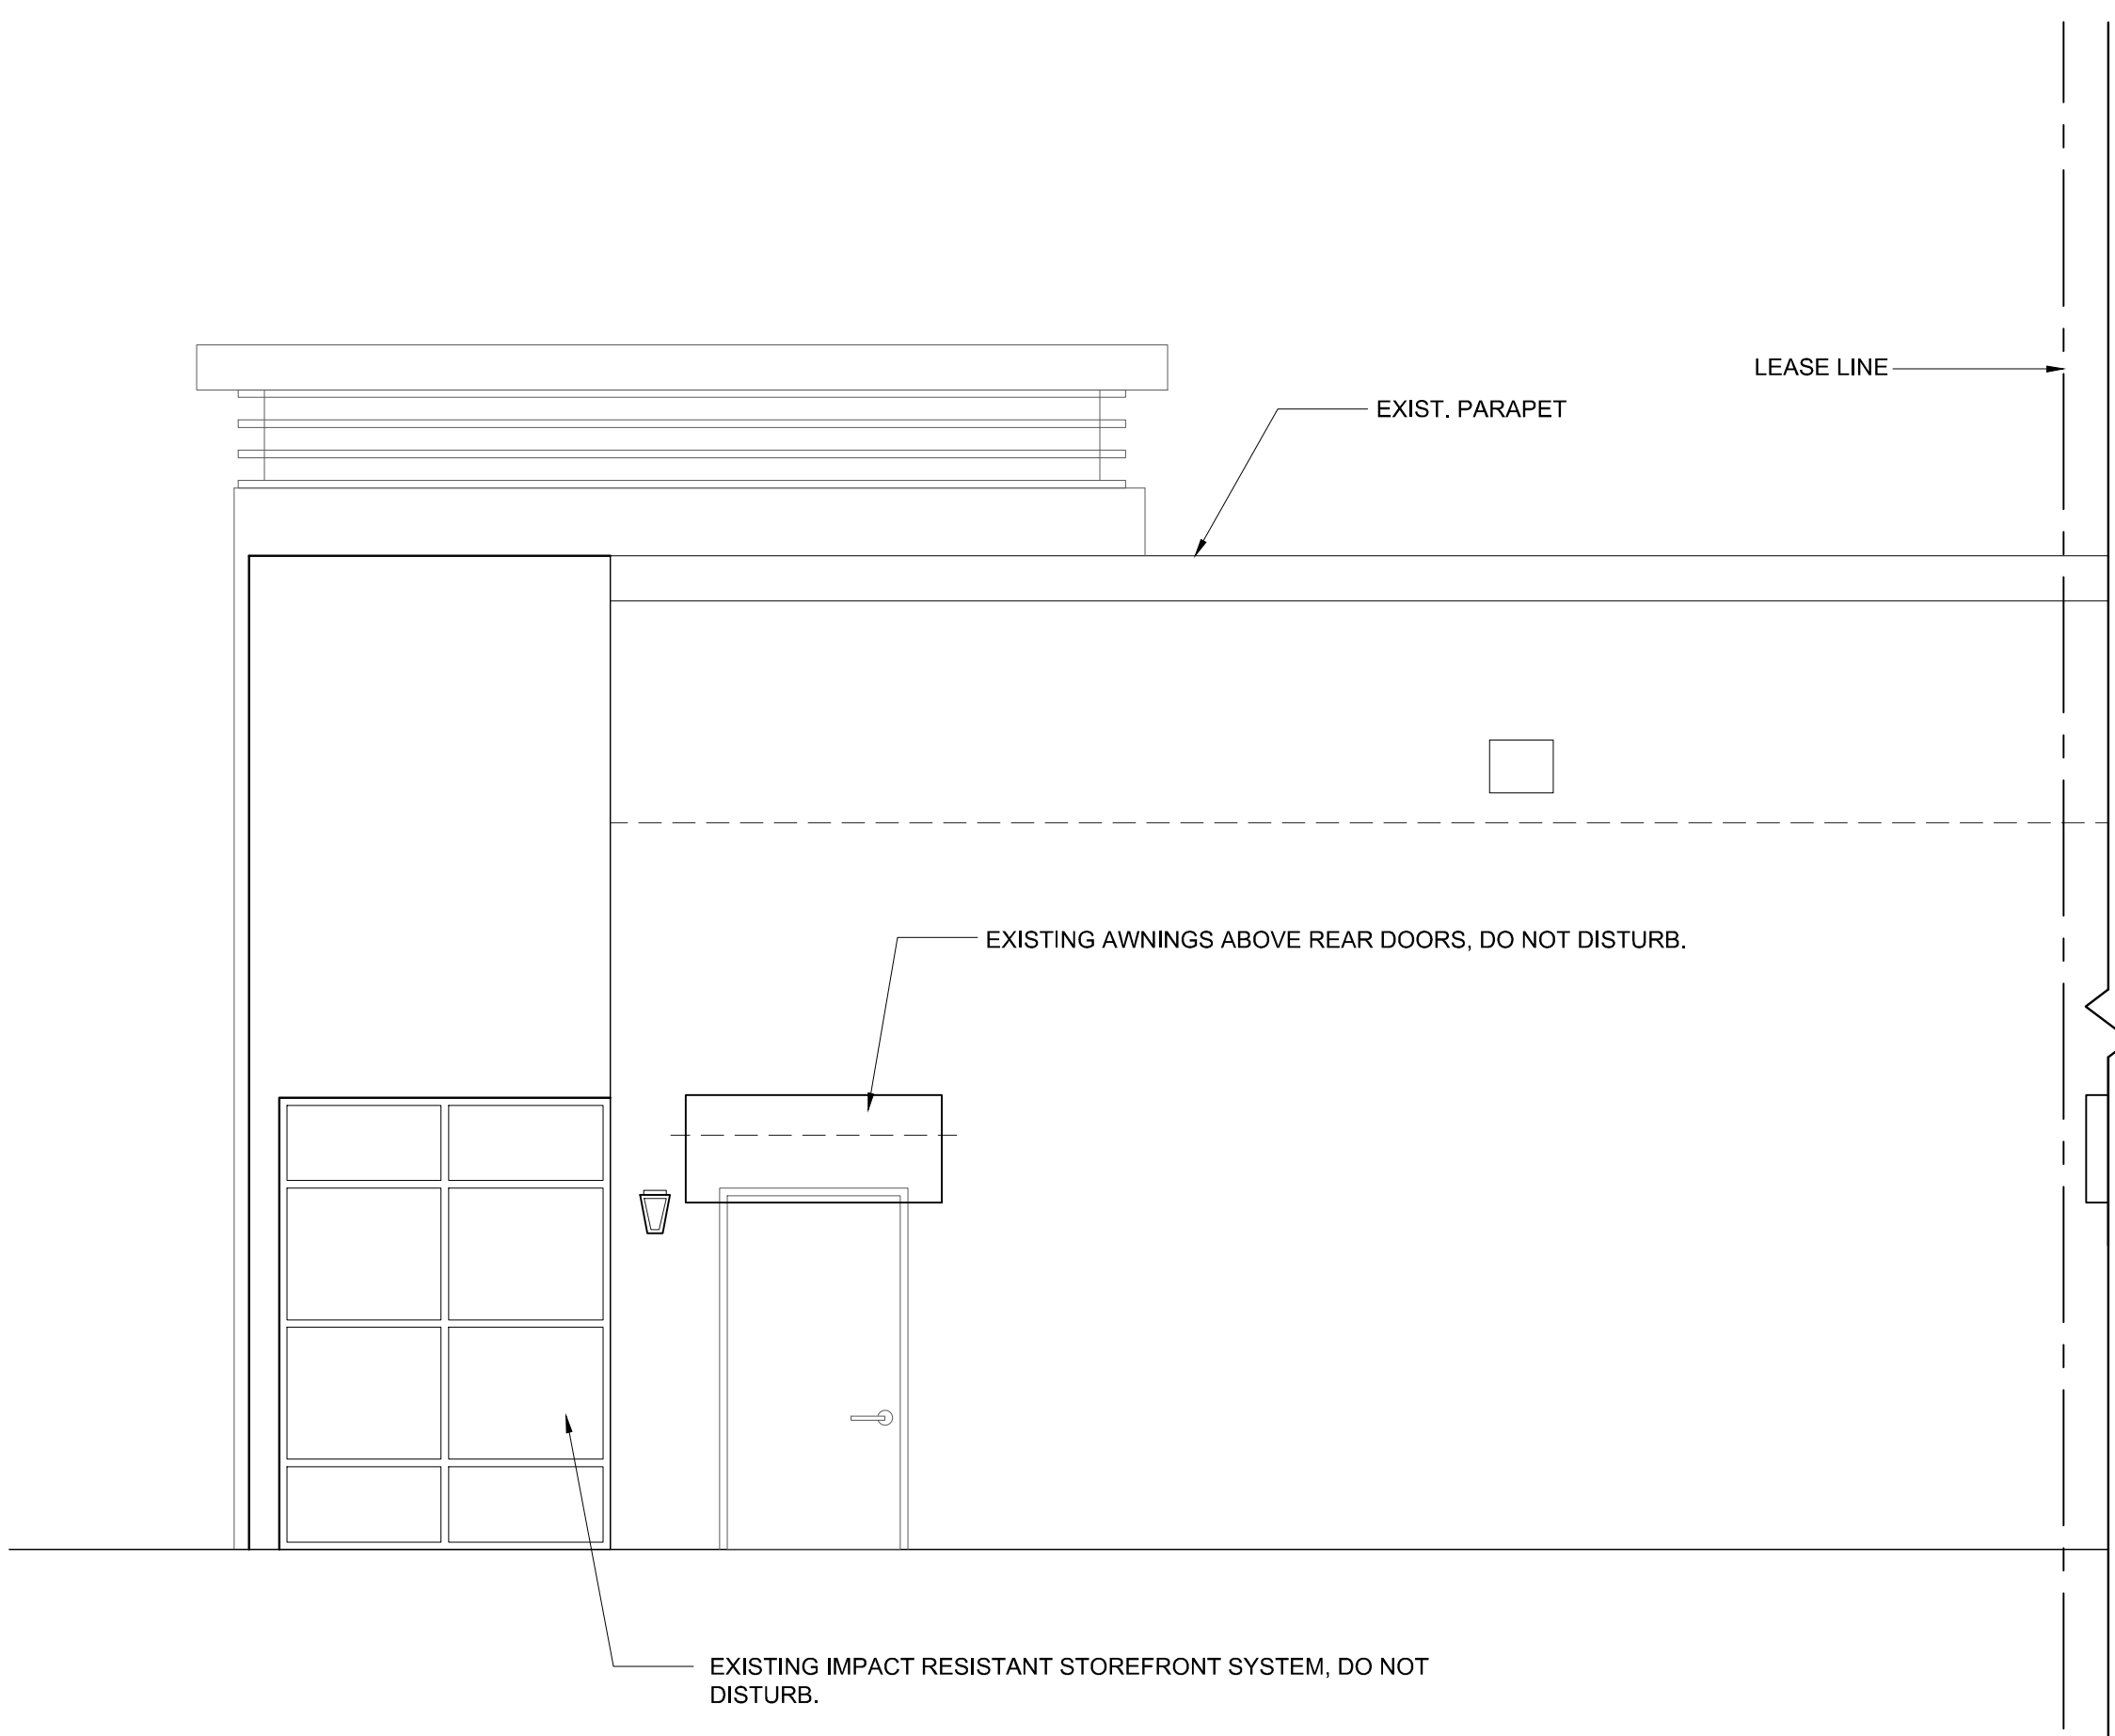 LEASE LINE
EXIST. PARAPET
EXISTING AWNINGS ABOVE REAR DOORS, DO NOT DISTURB.
EXISTING IMPACT RESISTANT STOREFRONT SYSTEM, DO NOT
DISTURB.